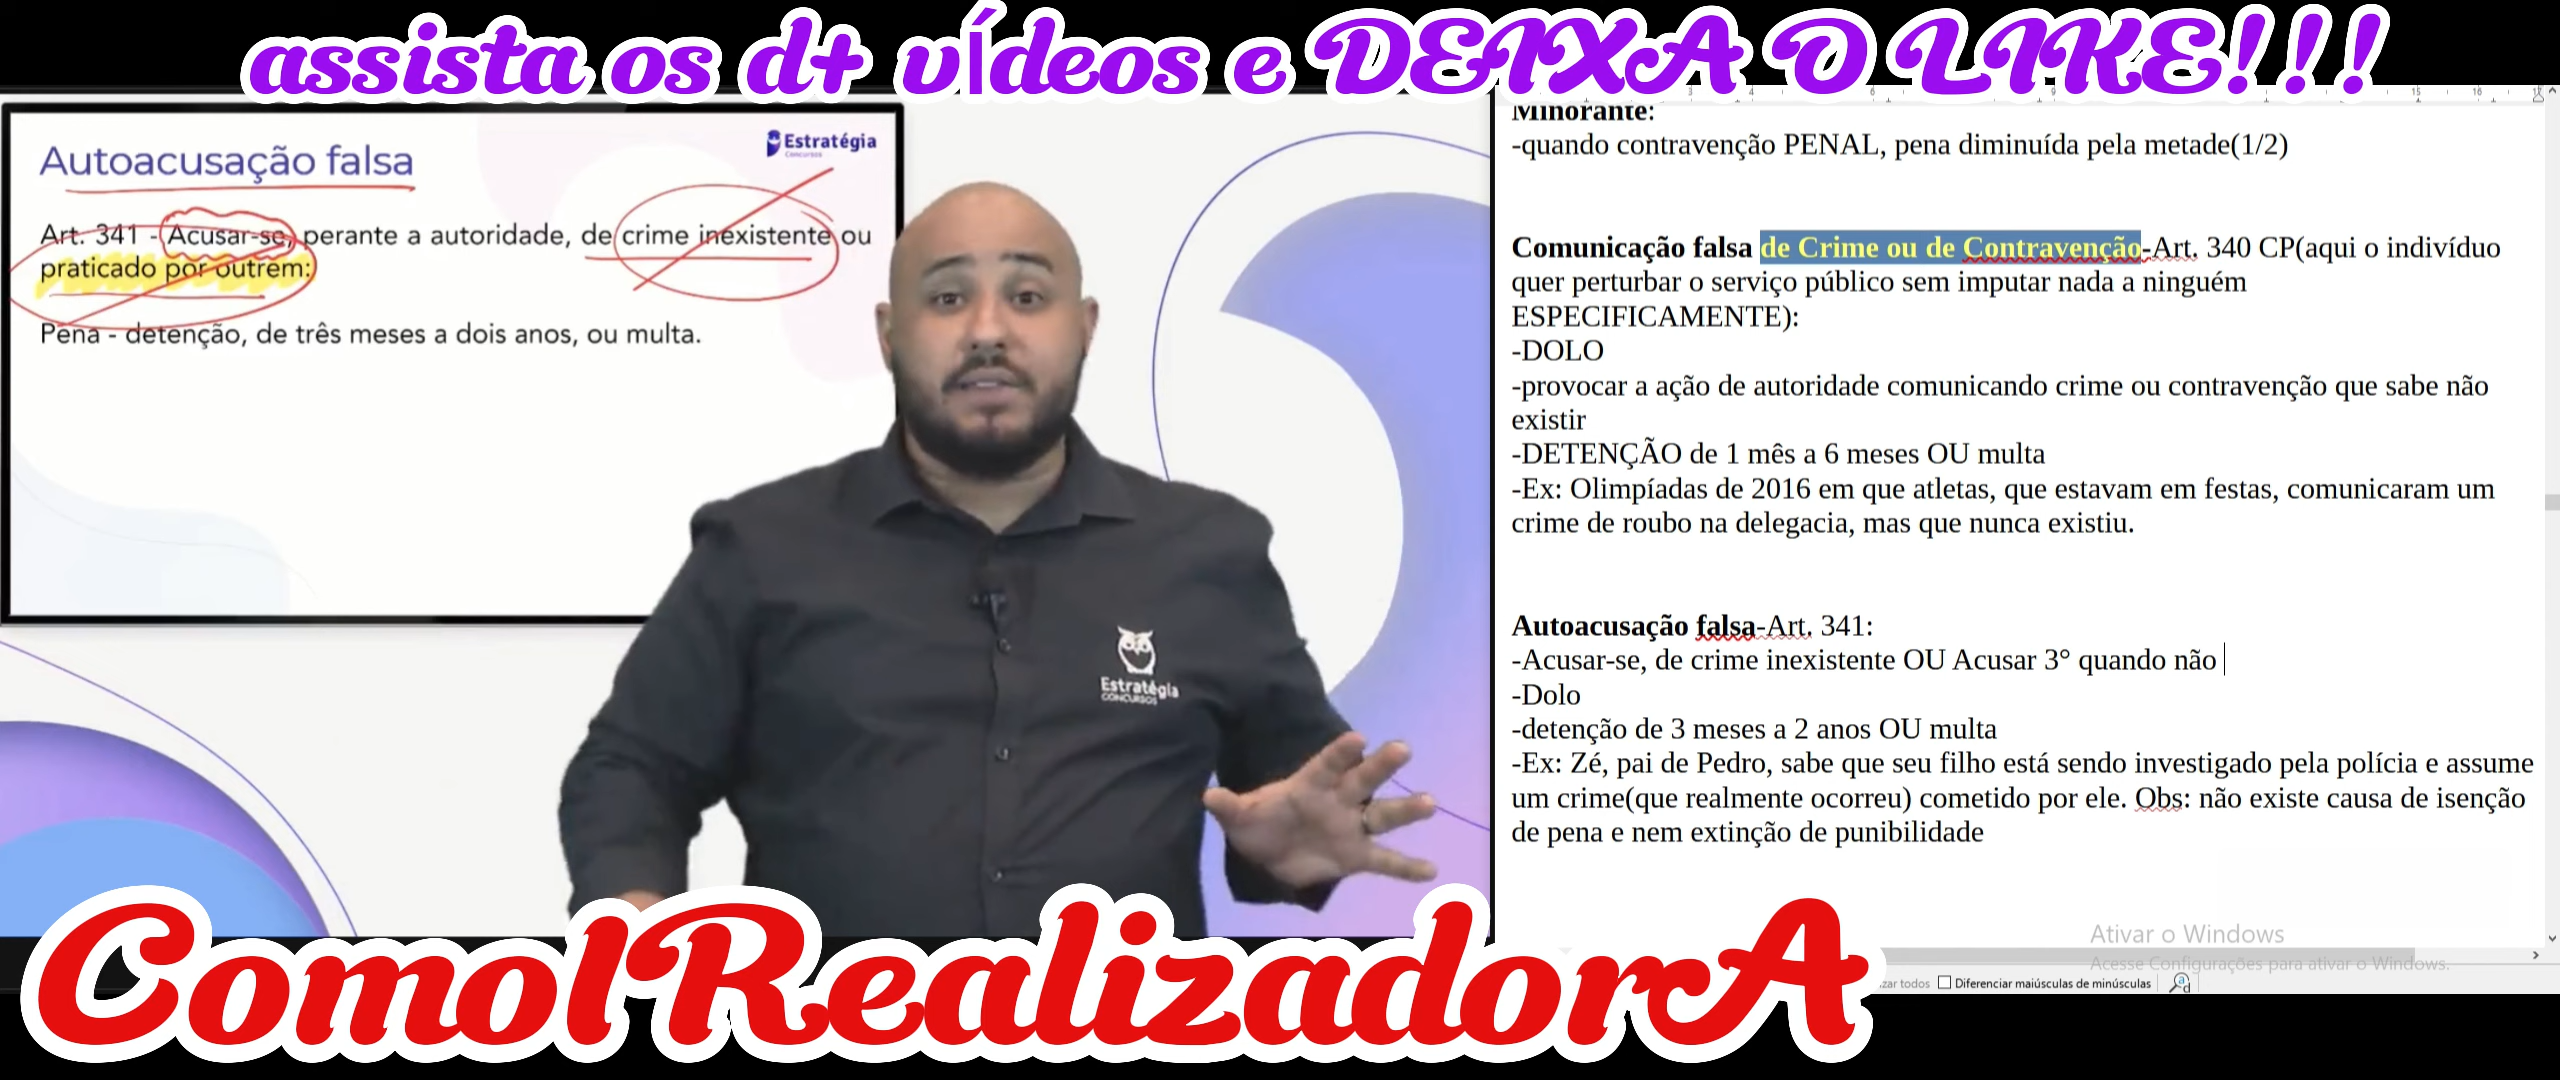 assista os d+ vÍdeos e DEIXA O LIKE!!!
Estratégia
Concursos
Autoacusação falsa
Art. 341 - Acusar-se, perante a autoridade, de crime inexistente ou
praticado por outrem:
Pena - detenção, de três meses a dois anos, ou multa.
Estratégia
CONCURSOS
Minorante:
-quando contravenção PENAL, pena diminuída pela metade(1/2)
Comunicação falsa de Crime ou de Contravenção-Art. 340 CP(aqui o indivíduo
quer perturbar o serviço público sem imputar nada a ninguém
ESPECIFICAMENTE):
-DOLO
-provocar a ação de autoridade comunicando crime ou contravenção que sabe não
existir
-DETENÇÃO de 1 mês a 6 meses OU multa
-Ex: Olimpíadas de 2016 em que atletas, que estavam em festas, comunicaram um
crime de roubo na delegacia, mas que nunca existiu.
Autoacusação falsa-Art. 341:
-Acusar-se, de crime inexistente OU Acusar 3° quando não
-Dolo
-detenção de 3 meses a 2 anos OU multa
-Ex: Zé, pai de Pedro, sabe que seu filho está sendo investigado pela polícia e assume
um crime(que realmente ocorreu) cometido por ele. Obs: não existe causa de isenção
de pena e nem extinção de punibilidade
Ativar o Windows
Acesse Configurações para ativar o Windows.
todos
Diferenciar maiúsculas de minúsculas
ComolRealizadorA